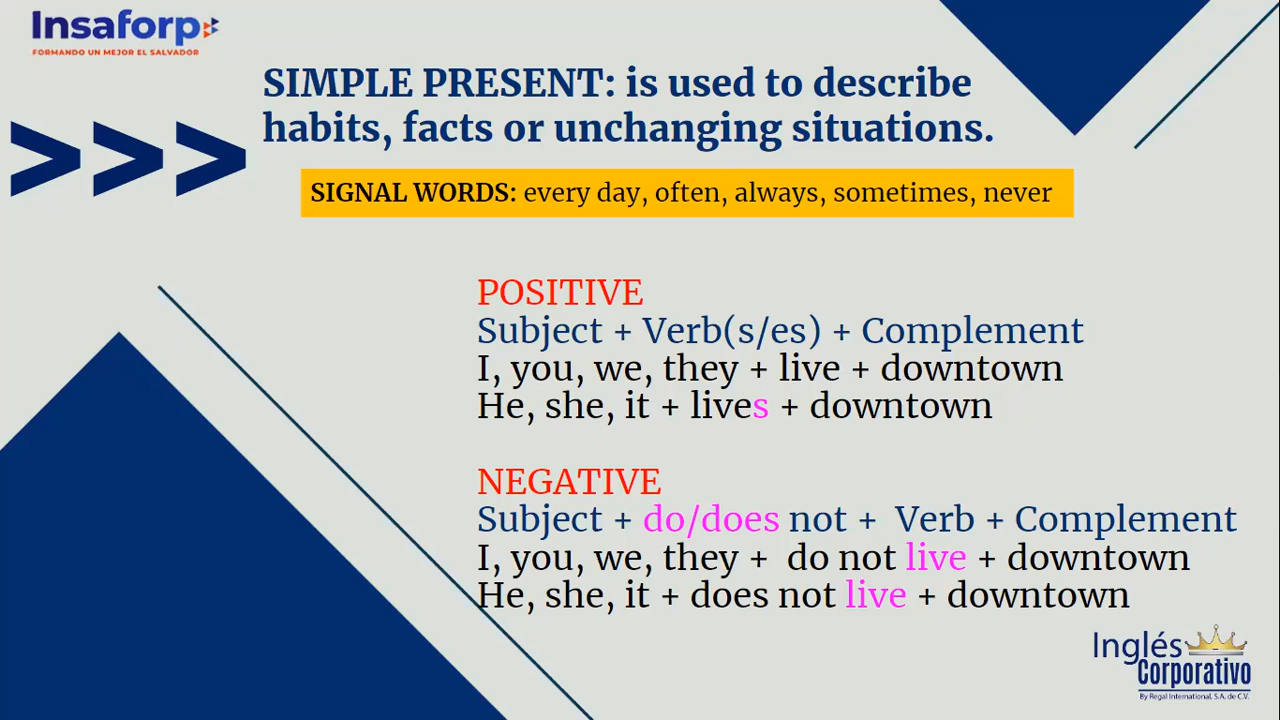 Insaforp
FORMANDO UN MEJOR EL SALVADOR
SIMPLE PRESENT: is used to describe
habits, facts or unchanging situations.
>>>
SIGNAL WORDS: every day, often, always, sometimes, never
POSITIVE
Subject + Verb(s/es) + Complement
I, you, we, they + live + downtown
He, she, it + lives + downtown
NEGATIVE
Subject + do/does not + Verb + Complement
I, you, we, they + do not live + downtown
He, she, it + does not live + downtown
Inglés
Corporativo
By Regal International, S.A. de C.V.